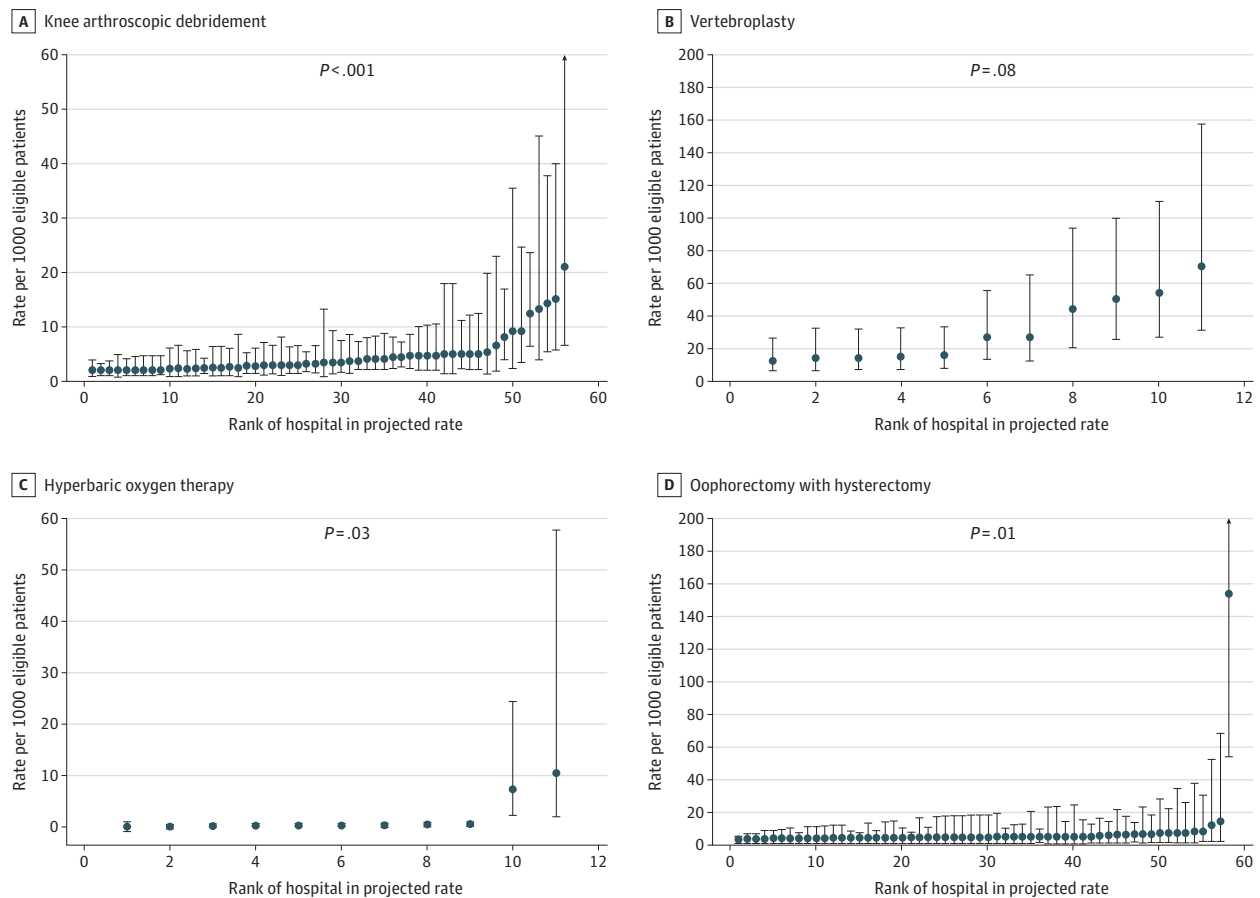 A Knee arthroscopic debridement
60
50
40
30
20
10
0
Rate per 1000 eligible patients
P < .001
0 10 20 30 40 50 60
Rank of hospital in projected rate
B Vertebroplasty
200
180
160
140
120
100
80
60
40
20
0
Rate per 1000 eligible patients
P = .08
0 2 4 6 8 10 12
Rank of hospital in projected rate
C Hyperbaric oxygen therapy
60
50
40
30
20
10
0
Rate per 1000 eligible patients
P = .03
0 2 4 6 8 10 12
Rank of hospital in projected rate
D Oophorectomy with hysterectomy
200
180
160
140
120
100
80
60
40
20
0
Rate per 1000 eligible patients
P = .01
0 10 20 30 40 50 60
Rank of hospital in projected rate